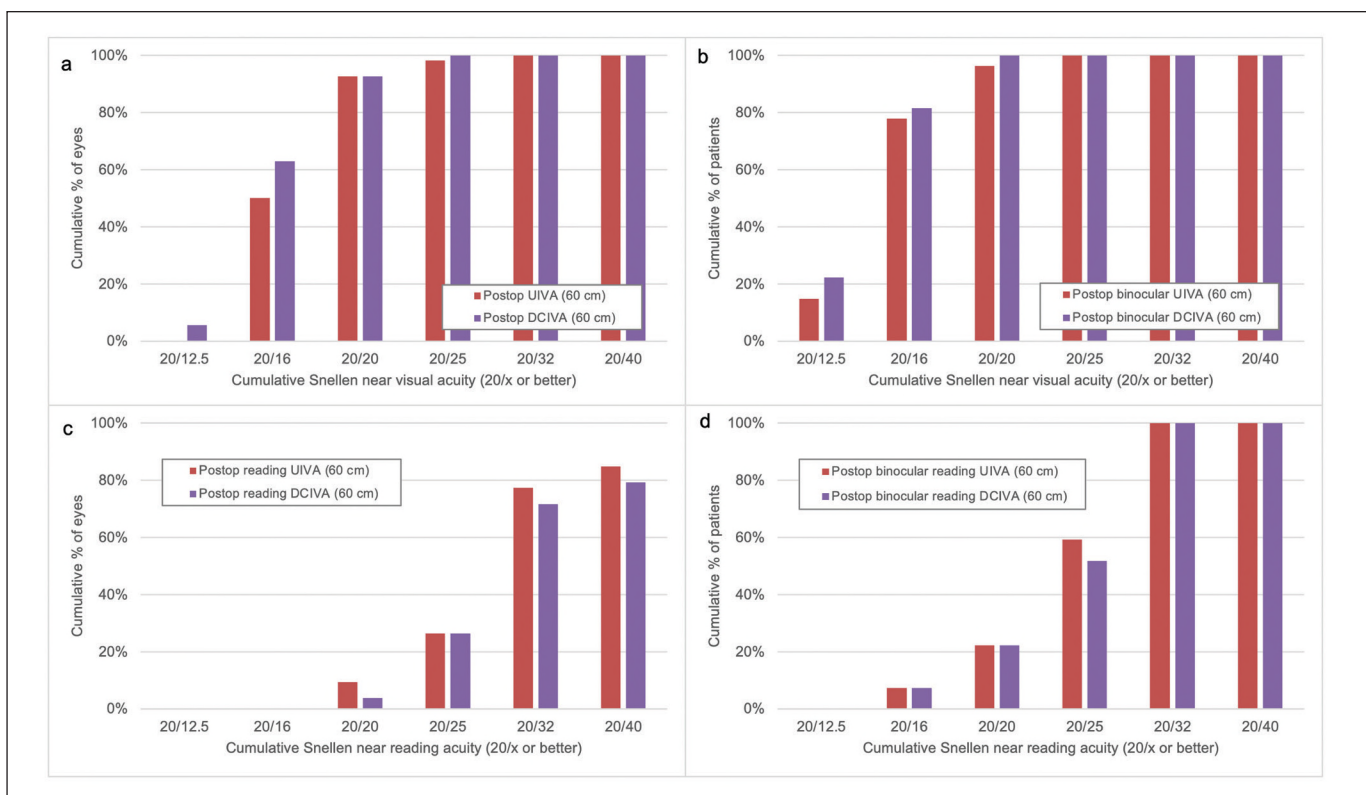 a
100%
80%
60%
40%
20%
0%
Cumulative % of eyes
Postop UIVA (60 cm)
Postop DCIVA (60 cm)
20/12.5 20/16 20/20 20/25 20/32 20/40
Cumulative Snellen near visual acuity (20/x or better)
b
100%
80%
60%
40%
20%
0%
Cumulative % of patients
Postop binocular UIVA (60 cm)
Postop binocular DCIVA (60 cm)
20/12.5 20/16 20/20 20/25 20/32 20/40
Cumulative Snellen near visual acuity (20/x or better)
c
100%
80%
60%
40%
20%
0%
Cumulative % of eyes
Postop reading UIVA (60 cm)
Postop reading DCIVA (60 cm)
20/12.5 20/16 20/20 20/25 20/32 20/40
Cumulative Snellen near reading acuity (20/x or better)
d
100%
80%
60%
40%
20%
0%
Cumulative % of patients
Postop binocular reading UIVA (60 cm)
Postop binocular reading DCIVA (60 cm)
20/12.5 20/16 20/20 20/25 20/32 20/40
Cumulative Snellen near reading acuity (20/x or better)